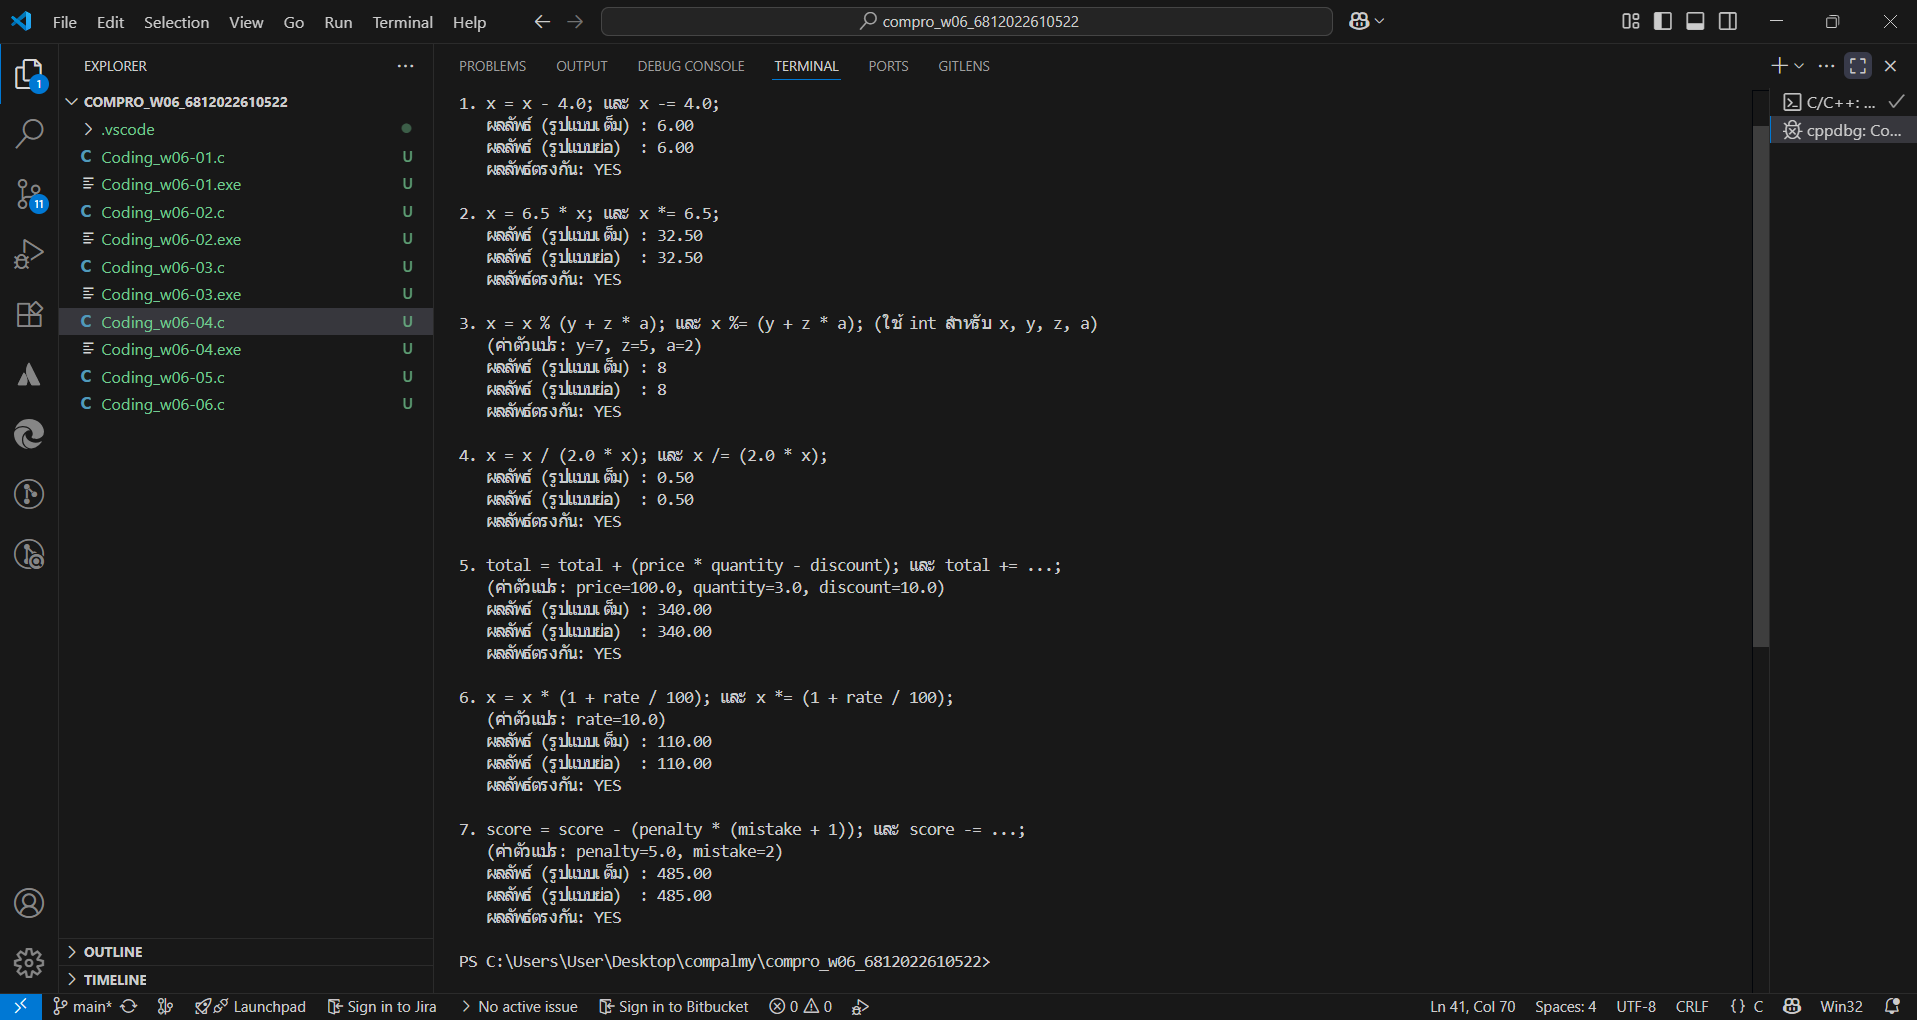 File Edit Selection View Go Run Terminal Help
compro_w06_6812022610522
EXPLORER
COMPRO_W06_6812022610522
.vscode
C Coding_w06-01.c U
Coding_w06-01.exe U
C Coding_w06-02.c U
Coding_w06-02.exe U
C Coding_w06-03.c U
Coding_w06-03.exe U
C Coding_w06-04.c U
Coding_w06-04.exe U
C Coding_w06-05.c U
C Coding_w06-06.c U
OUTLINE
TIMELINE
1
11
PROBLEMS OUTPUT DEBUG CONSOLE TERMINAL PORTS GITLENS
1. x = x - 4.0; และ x -= 4.0;
ผลลัพธ์ (รูปแบบเต็ม) : 6.00
ผลลัพธ์ (รูปแบบย่อ) : 6.00
ผลลัพธ์ตรงกัน: YES
2. x = 6.5 * x; และ x *= 6.5;
ผลลัพธ์ (รูปแบบเต็ม) : 32.50
ผลลัพธ์ (รูปแบบย่อ) : 32.50
ผลลัพธ์ตรงกัน: YES
3. x = x % (y + z * a); และ x %= (y + z * a); (ใช้ int สำหรับ x, y, z, a)
(ค่าตัวแปร: y=7, z=5, a=2)
ผลลัพธ์ (รูปแบบเต็ม) : 8
ผลลัพธ์ (รูปแบบย่อ) : 8
ผลลัพธ์ตรงกัน: YES
4. x = x / (2.0 * x); และ x /= (2.0 * x);
ผลลัพธ์ (รูปแบบเต็ม) : 0.50
ผลลัพธ์ (รูปแบบย่อ) : 0.50
ผลลัพธ์ตรงกัน: YES
5. total = total + (price * quantity - discount); และ total += ...;
(ค่าตัวแปร: price=100.0, quantity=3.0, discount=10.0)
ผลลัพธ์ (รูปแบบเต็ม) : 340.00
ผลลัพธ์ (รูปแบบย่อ) : 340.00
ผลลัพธ์ตรงกัน: YES
6. x = x * (1 + rate / 100); และ x *= (1 + rate / 100);
(ค่าตัวแปร: rate=10.0)
ผลลัพธ์ (รูปแบบเต็ม) : 110.00
ผลลัพธ์ (รูปแบบย่อ) : 110.00
ผลลัพธ์ตรงกัน: YES
7. score = score - (penalty * (mistake + 1)); และ score -= ...;
(ค่าตัวแปร: penalty=5.0, mistake=2)
ผลลัพธ์ (รูปแบบเต็ม) : 485.00
ผลลัพธ์ (รูปแบบย่อ) : 485.00
ผลลัพธ์ตรงกัน: YES
PS C:\Users\User\Desktop\compalmy\compro_w06_6812022610522>
C/C++: ...
cppdbg: Co...
main* Launchpad Sign in to Jira No active issue Sign in to Bitbucket 0 0 Ln 41, Col 70 Spaces: 4 UTF-8 CRLF {} C Win32